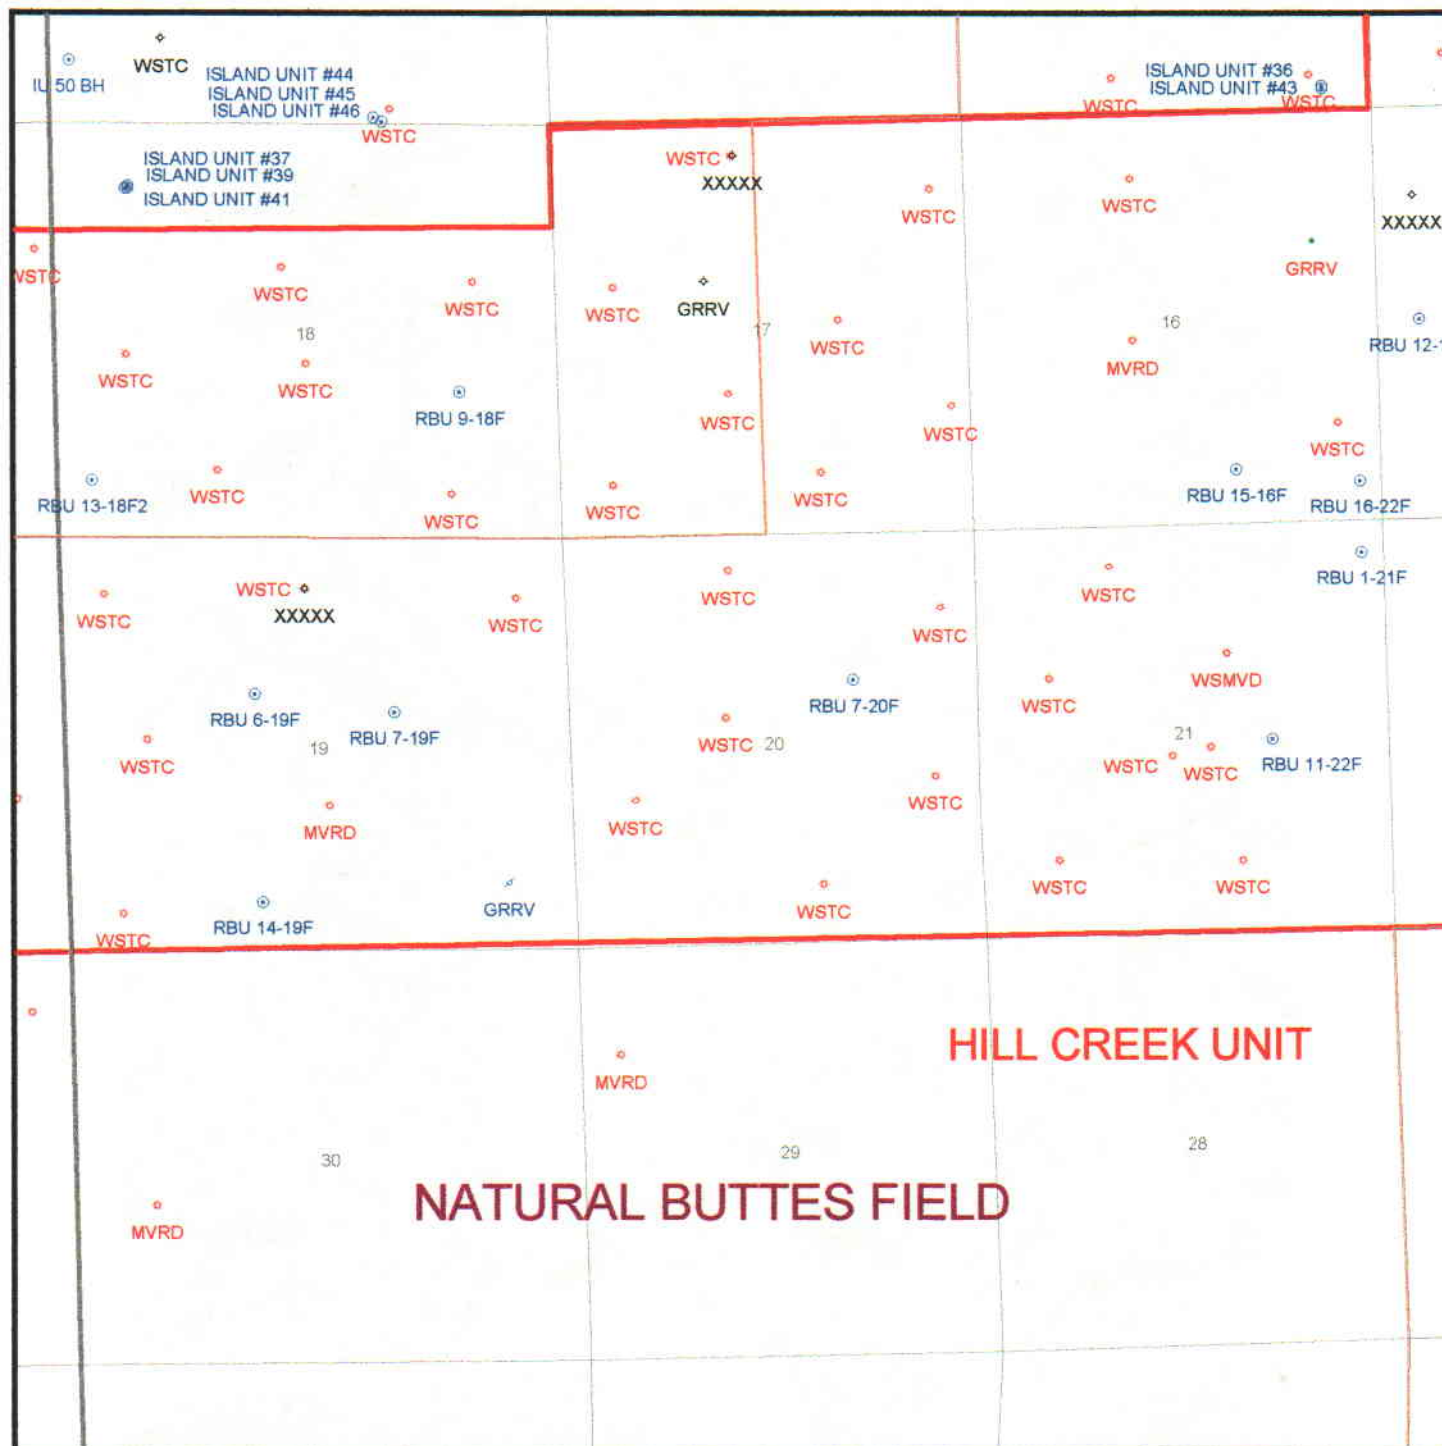 WSTC
IU 50 BH
ISLAND UNIT #44
ISLAND UNIT #45
ISLAND UNIT #46
WSTC
ISLAND UNIT #36
ISLAND UNIT #43
WSTC
WSTC
ISLAND UNIT #37
ISLAND UNIT #39
ISLAND UNIT #41
WSTC
XXXXX
WSTC
WSTC
XXXXX
WSTC
WSTC
WSTC
WSTC
GRRV
GRRV
18
17
16
WSTC
MVRD
RBU 12-1
WSTC
WSTC
RBU 9-18F
WSTC
WSTC
WSTC
RBU 13-18F2
WSTC
WSTC
WSTC
WSTC
RBU 15-16F
RBU 16-22F
WSTC
XXXXX
WSTC
WSTC
WSTC
WSTC
WSTC
RBU 1-21F
RBU 6-19F
RBU 7-19F
RBU 7-20F
WSTC
WSMVD
WSTC
19
WSTC
20
21
WSTC
WSTC
RBU 11-22F
MVRD
WSTC
WSTC
WSTC
RBU 14-19F
GRRV
WSTC
WSTC
WSTC
HILL CREEK UNIT
MVRD
30
29
28
NATURAL BUTTES FIELD
MVRD